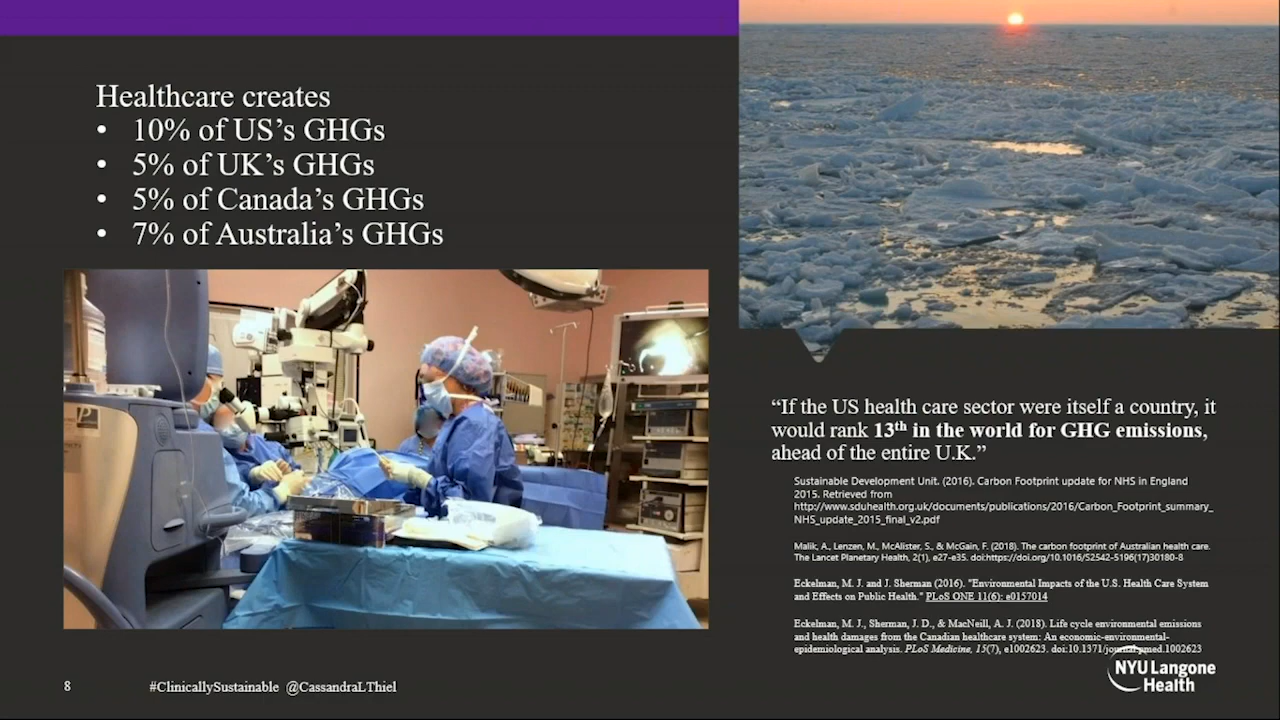 Healthcare creates
• 10% of US’s GHGs
• 5% of UK’s GHGs
• 5% of Canada’s GHGs
• 7% of Australia’s GHGs
“If the US health care sector were itself a country, it
would rank 13th in the world for GHG emissions,
ahead of the entire U.K.”
Sustainable Development Unit. (2016). Carbon Footprint update for NHS in England
2015. Retrieved from
http://www.sduhealth.org.uk/documents/publications/2016/Carbon_Footprint_summary_
NHS_update_2015_final_v2.pdf
Malik, A., Lenzen, M., McAlister, S., & McGain, F. (2018). The carbon footprint of Australian health care.
The Lancet Planetary Health, 2(1), e27-e35. doi:https://doi.org/10.1016/S2542-5196(17)30180-8
Eckelman, M. J. and J. Sherman (2016). "Environmental Impacts of the U.S. Health Care System
and Effects on Public Health." PLoS ONE 11(6): e0157014
Eckelman, M. J., Sherman, J. D., & MacNeill, A. J. (2018). Life cycle environmental emissions
and health damages from the Canadian healthcare system: An economic-environmental-
epidemiological analysis. PLoS Medicine, 15(7), e1002623. doi:10.1371/journal.pmed.1002623
8
#ClinicallySustainable @CassandraLThiel
NYU Langone
Health